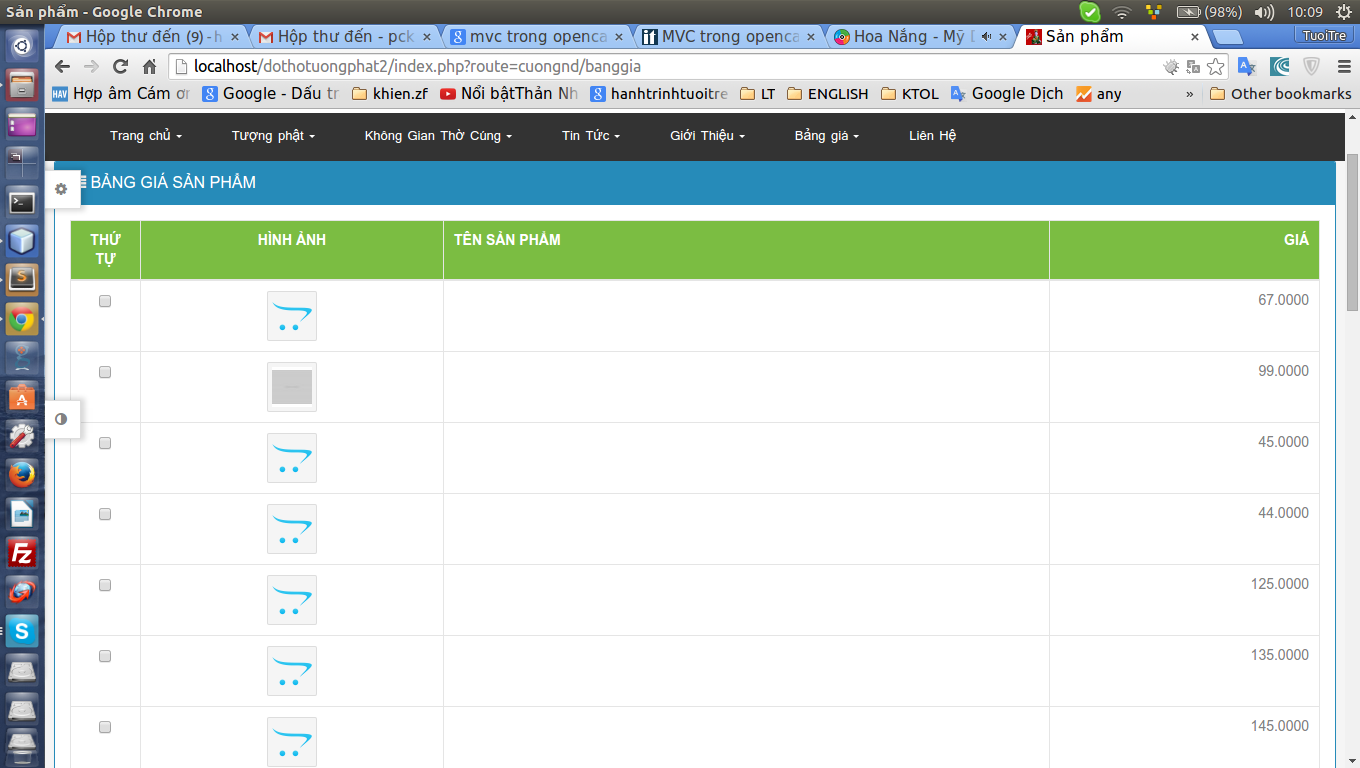 Sản phẩm - Google Chrome
(98%) 10:09
Hộp thư đến (9) - h
Hộp thư đến - pck
mvc trong openca
MVC trong openca
Hoa Nắng - Mỹ D
Sản phẩm
TuoiTre
localhost/dothotuongphat2/index.php?route=cuongnd/banggia
HAV Hợp âm Cám ơn
Google - Dấu tr
khien.zf
Nổi bậtThản Nh
hanhtrinhtuoitre
LT
ENGLISH
KTOL
Google Dịch
any
»
Other bookmarks
Trang chủ
Tượng phật
Không Gian Thờ Cúng
Tin Tức
Giới Thiệu
Bảng giá
Liên Hệ
BẢNG GIÁ SẢN PHẨM
THỨ
TỰ
HÌNH ẢNH
TÊN SẢN PHẨM
GIÁ
67.0000
99.0000
45.0000
44.0000
125.0000
135.0000
145.0000